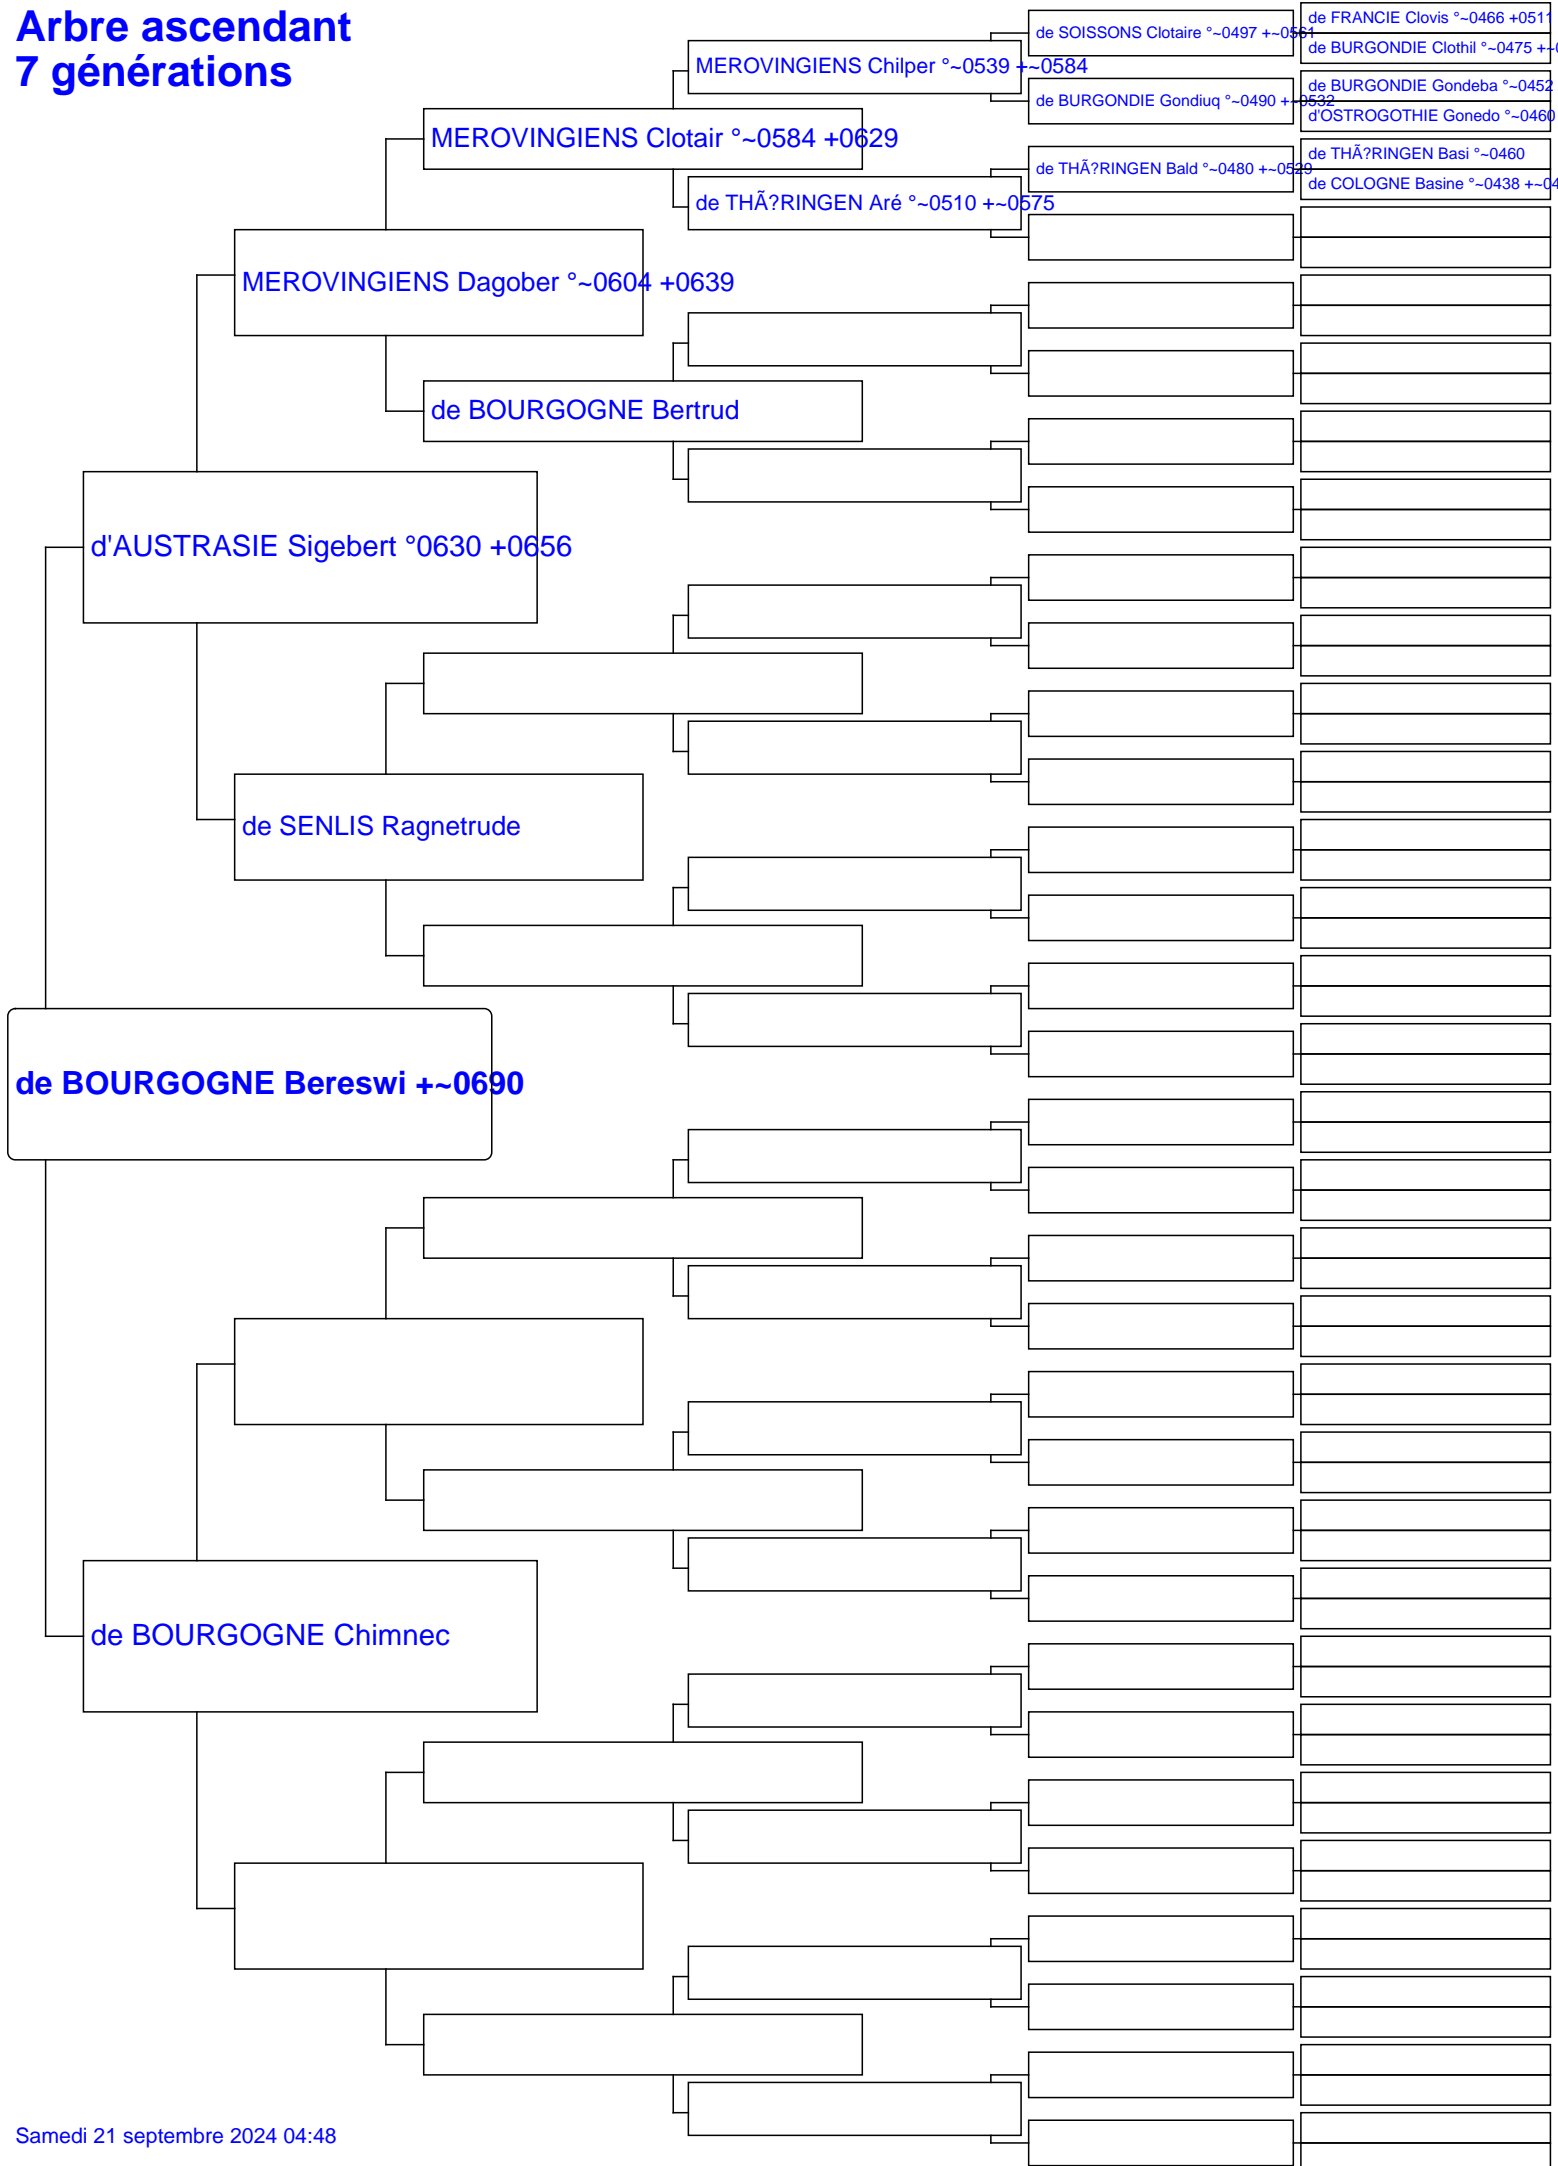 Arbre ascendant
7 générations
de FRANCIE Clovis °~0466 +0511
de SOISSONS Clotaire °~0497 +~0561
de BURGONDIE Clothil °~0475 +~0
MEROVINGIENS Chilper °~0539 +~0584
de BURGONDIE Gondeba °~0452
de BURGONDIE Gondiuq °~0490 +~0532
d'OSTROGOTHIE Gonedo °~0460
MEROVINGIENS Clotair °~0584 +0629
de THÃ?RINGEN Basi °~0460
de THÃ?RINGEN Bald °~0480 +~0529
de COLOGNE Basine °~0438 +~04
de THÃ?RINGEN Aré °~0510 +~0575
MEROVINGIENS Dagober °~0604 +0639
de BOURGOGNE Bertrud
d'AUSTRASIE Sigebert °0630 +0656
de SENLIS Ragnetrude
de BOURGOGNE Bereswi +~0690
de BOURGOGNE Chimnec
Samedi 21 septembre 2024 04:48